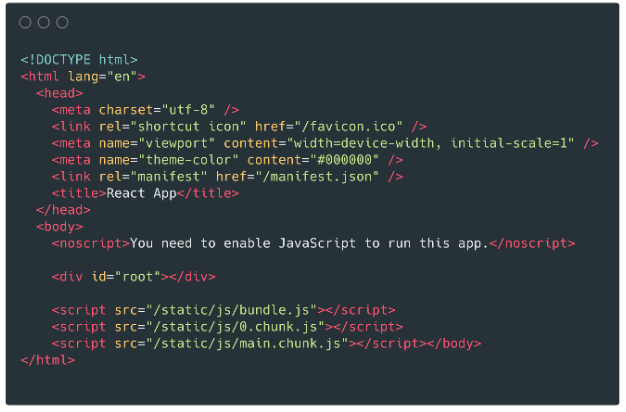 <!DOCTYPE html>
<html lang="en">
  <head>
    <meta charset="utf-8" />
    <link rel="shortcut icon" href="/favicon.ico" />
    <meta name="viewport" content="width=device-width, initial-scale=1" />
    <meta name="theme-color" content="#000000" />
    <link rel="manifest" href="/manifest.json" />
    <title>React App</title>
  </head>
  <body>
    <noscript>You need to enable JavaScript to run this app.</noscript>

    <div id="root"></div>

    <script src="/static/js/bundle.js"></script>
    <script src="/static/js/0.chunk.js"></script>
    <script src="/static/js/main.chunk.js"></script></body>
</html>